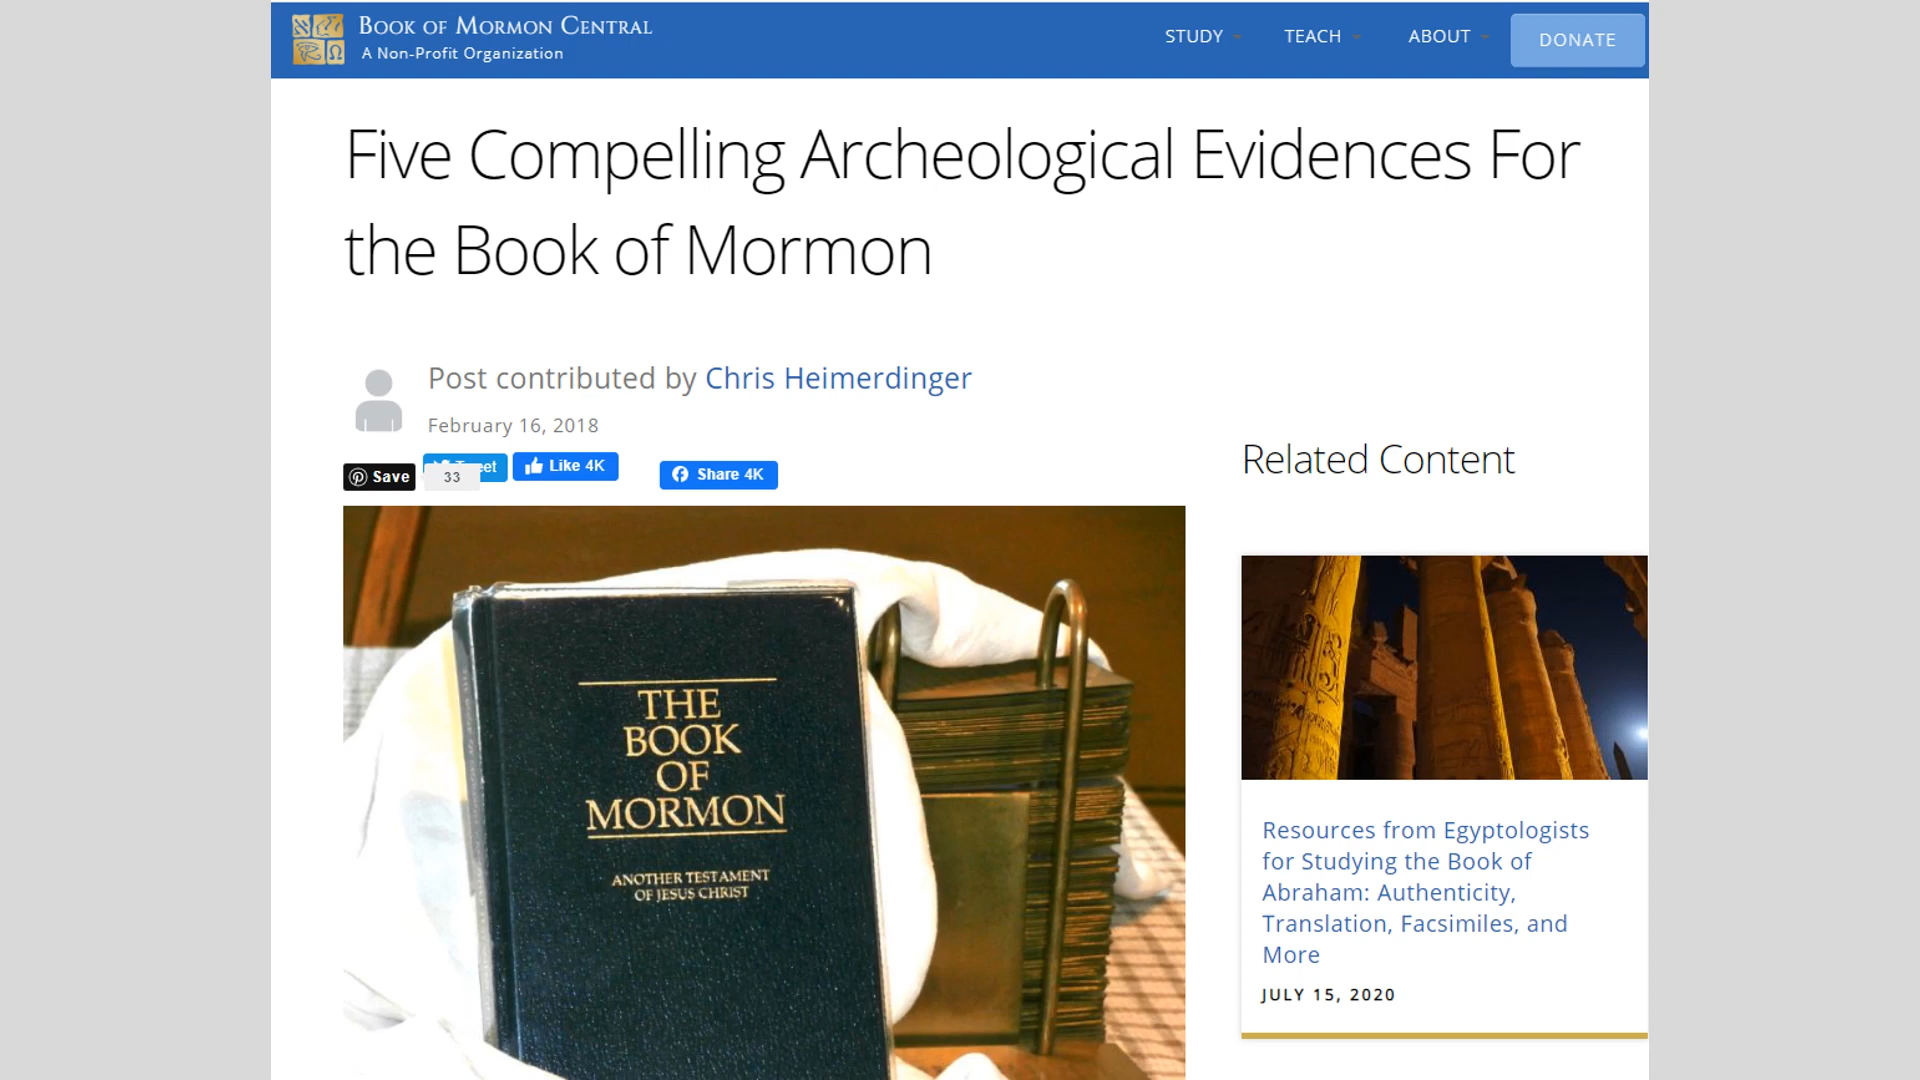 BOOK OF MORMON CENTRAL
A Non-Profit Organization
STUDY
TEACH
ABOUT
DONATE
Five Compelling Archeological Evidences For
the Book of Mormon
Post contributed by Chris Heimerdinger
February 16, 2018
Save
33
Like 4K
Share 4K
Related Content
THE
BOOK
OF
MORMON
ANOTHER TESTAMENT
OF JESUS CHRIST
Resources from Egyptologists
for Studying the Book of
Abraham: Authenticity,
Translation, Facsimiles, and
More
JULY 15, 2020